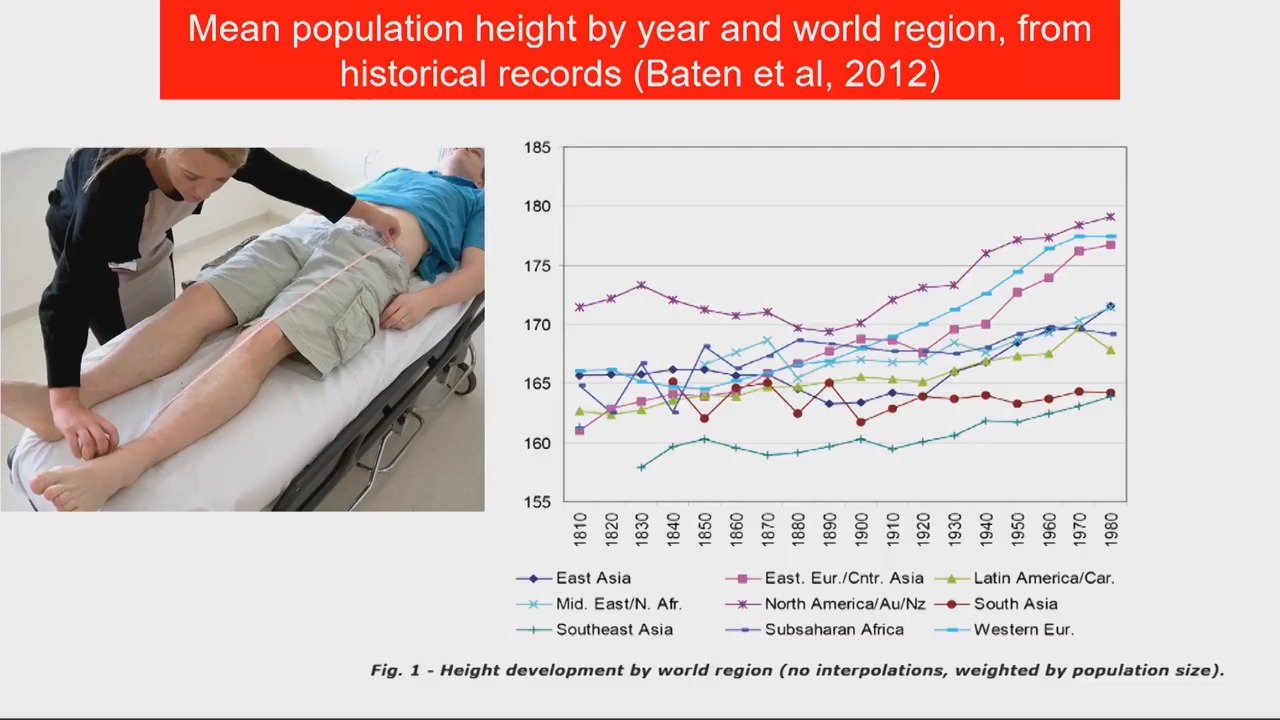 Mean population height by year and world region, from
historical records (Baten et al, 2012)
185
180
175
170
165
160
155
1810 1820 1830 1840 1850 1860 1870 1880 1890 1900 1910 1920 1930 1940 1950 1960 1970 1980
East Asia East. Eur./Cntr. Asia Latin America/Car.
Mid. East/N. Afr. North America/Au/Nz South Asia
Southeast Asia Subsaharan Africa Western Eur.
Fig. 1 - Height development by world region (no interpolations, weighted by population size).